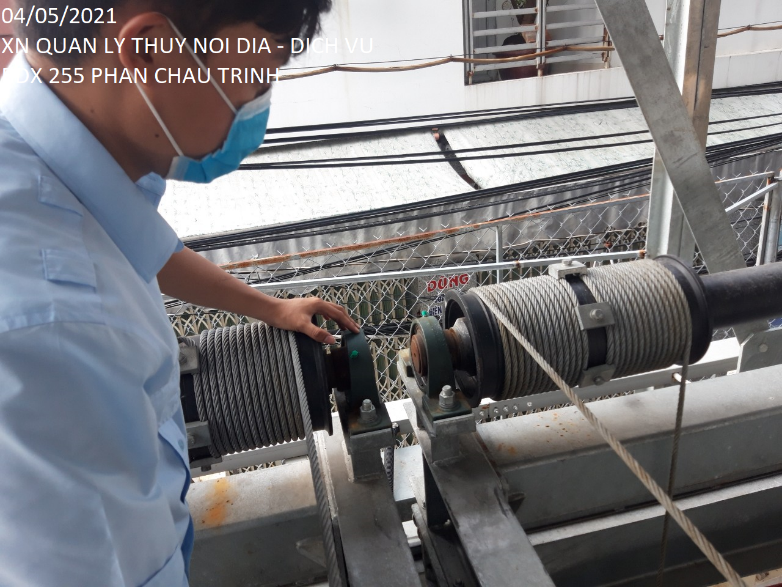 04/05/2021
XN QUAN LY THUY NOI DIA - DICH VU
255 PHAN CHAU TRINH
DUNG